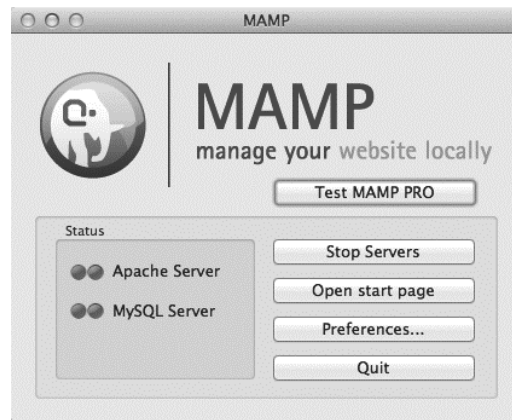 MAMP
MAMP
manage your website locally
Test MAMP PRO
Status
Apache Server
MySQL Server
Stop Servers
Open start page
Preferences...
Quit